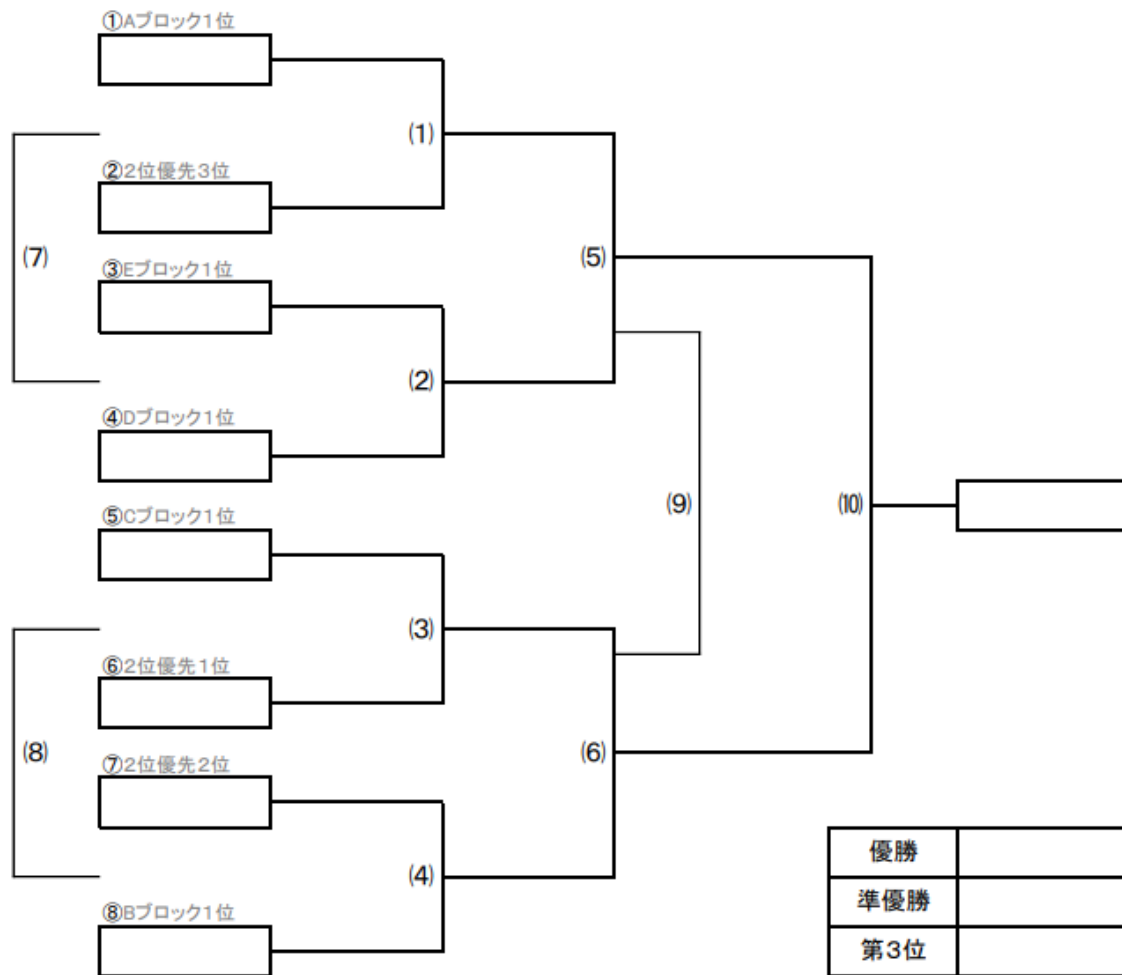 ①Aブロック1位
(1)
②2位優先3位
(7)
(5)
③Eブロック1位
(2)
④Dブロック1位
(9)
(10)
⑤Cブロック1位
(3)
⑥2位優先1位
(8)
(6)
⑦2位優先2位
優勝
(4)
準優勝
⑧Bブロック1位
第3位